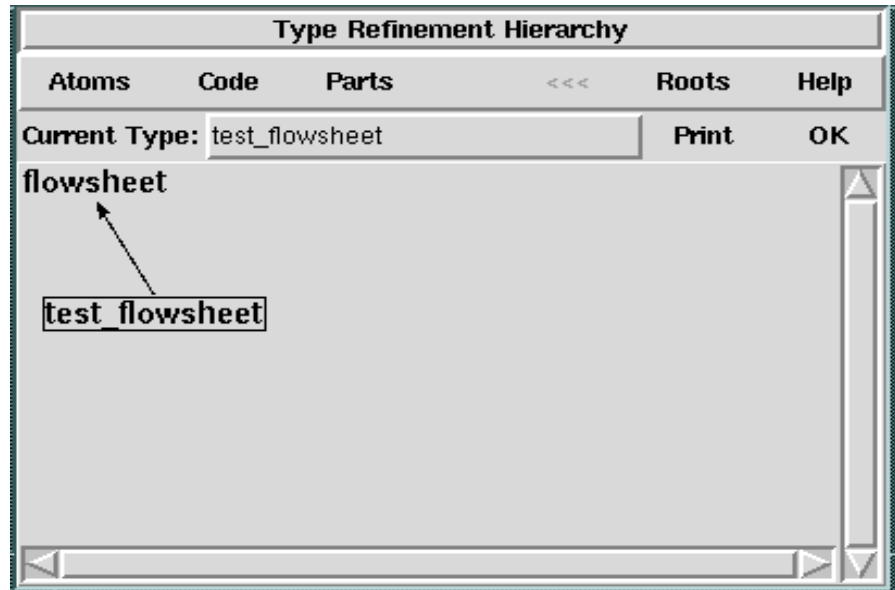 Type Refinement Hierarchy
Atoms Code Parts <<< Roots Help
Current Type: test_flowsheet Print OK
flowsheet
test_flowsheet